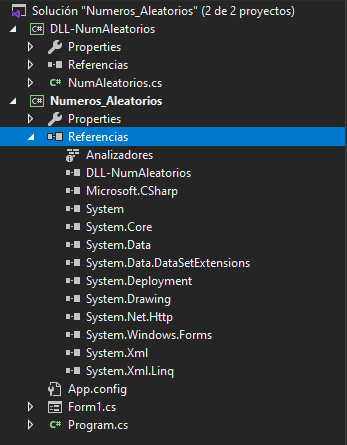 Solución "Numeros_Aleatorios" (2 de 2 proyectos)
C# DLL-NumAleatorios
Properties
Referencias
C# NumAleatorios.cs
C# Numeros_Aleatorios
Properties
Referencias
Analizadores
DLL-NumAleatorios
Microsoft.CSharp
System
System.Core
System.Data
System.Data.DataSetExtensions
System.Deployment
System.Drawing
System.Net.Http
System.Windows.Forms
System.Xml
System.Xml.Linq
App.config
Form1.cs
C# Program.cs